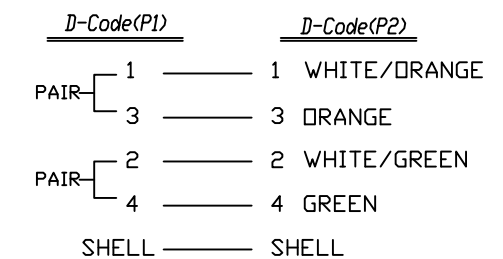 D-Code(P1) D-Code(P2)
1 1 WHITE/ORANGE
PAIR
3 3 ORANGE
2 2 WHITE/GREEN
PAIR
4 4 GREEN
SHELL SHELL